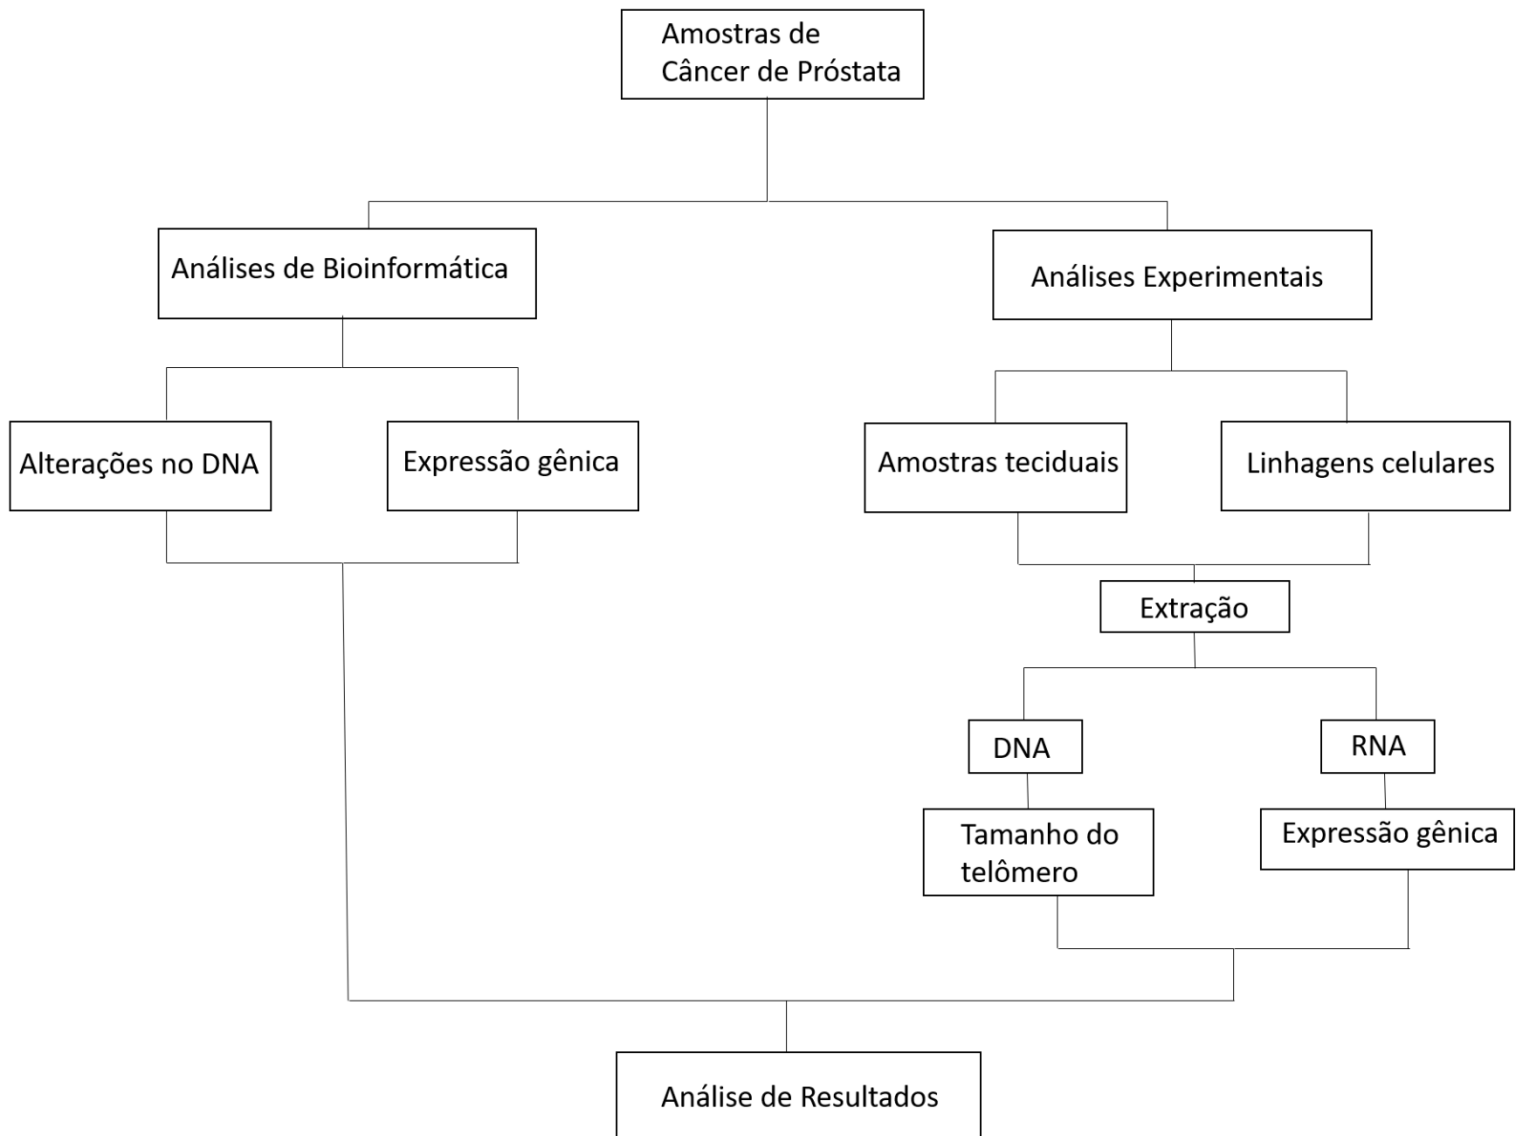 Amostras de
Câncer de Próstata
Análises de Bioinformática
Análises Experimentais
Alterações no DNA
Expressão gênica
Amostras teciduais
Linhagens celulares
Extração
DNA
RNA
Tamanho do
telômero
Expressão gênica
Análise de Resultados